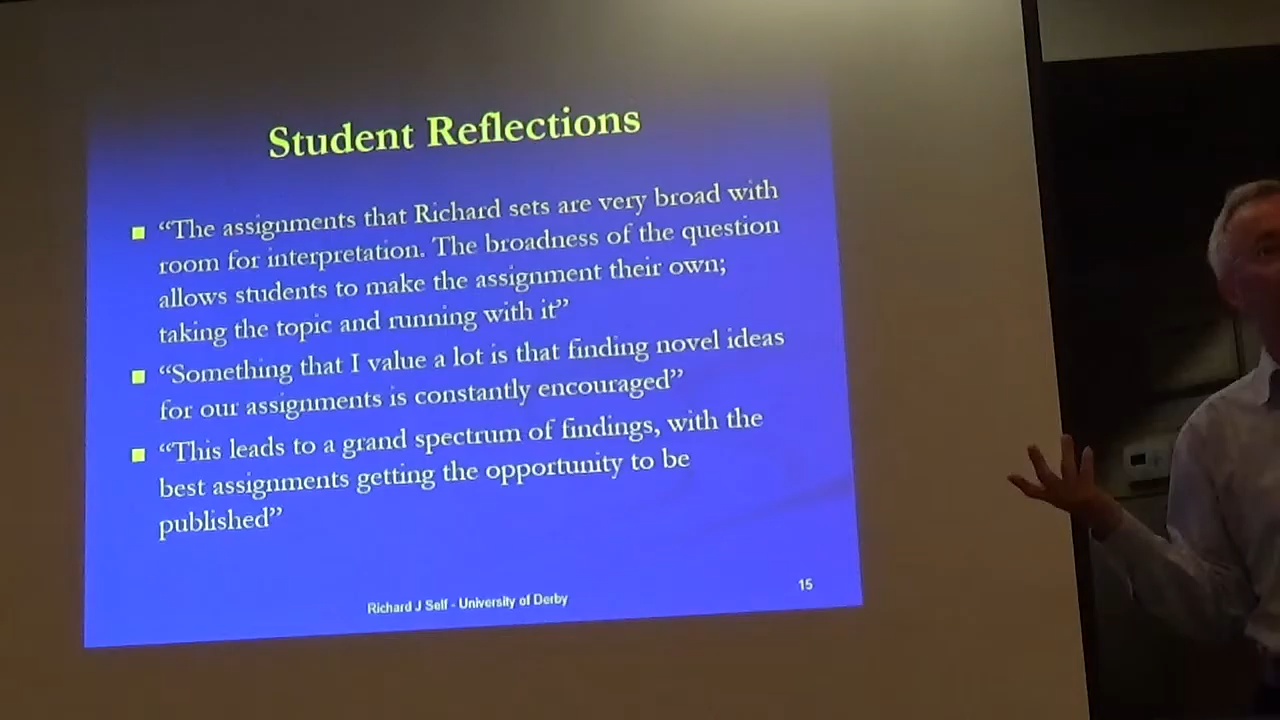 Student Reflections
“The assignments that Richard sets are very broad with
room for interpretation. The broadness of the question
allows students to make the assignment their own;
taking the topic and running with it”
“Something that I value a lot is that finding novel ideas
for our assignments is constantly encouraged”
“This leads to a grand spectrum of findings, with the
best assignments getting the opportunity to be
published”
Richard J Self - University of Derby
15